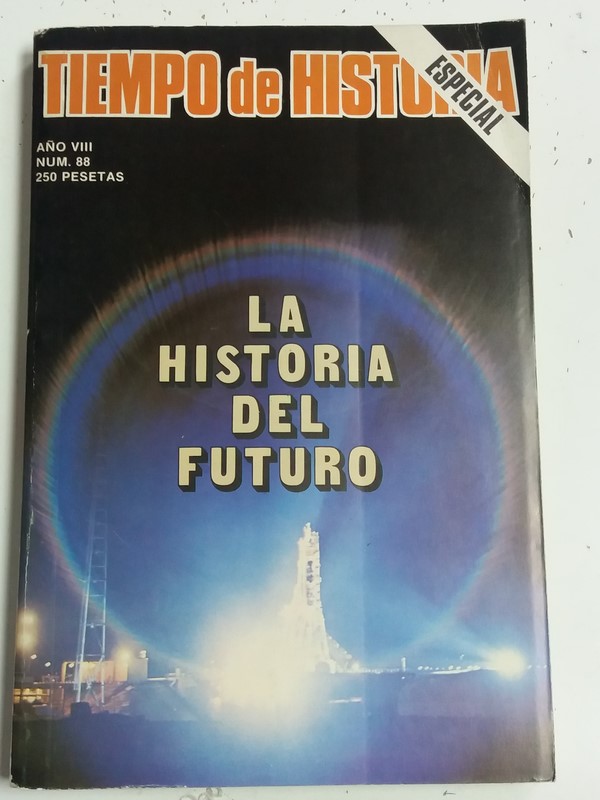 TIEMPO de HISTORIA
ESPECIAL
AÑO VIII
NUM. 88
250 PESETAS
LA
HISTORIA
DEL
FUTURO